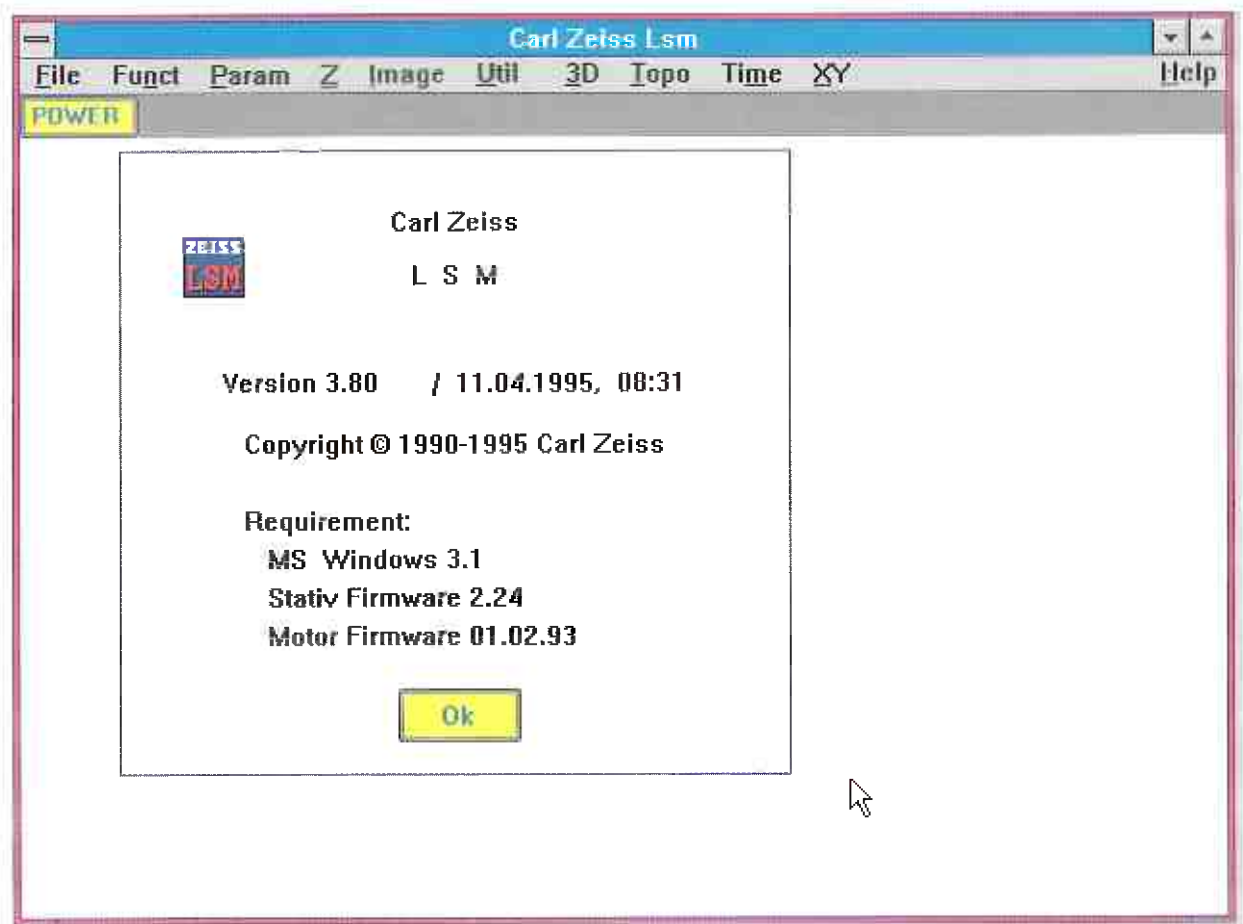 Carl Zeiss Lsm
File Funct Param Z Image Util 3D Topo Time XY Help
POWER
Carl Zeiss
ZEISS
LSM
L S M
Version 3.80 / 11.04.1995, 08:31
Copyright © 1990-1995 Carl Zeiss
Requirement:
MS Windows 3.1
Stativ Firmware 2.24
Motor Firmware 01.02.93
Ok